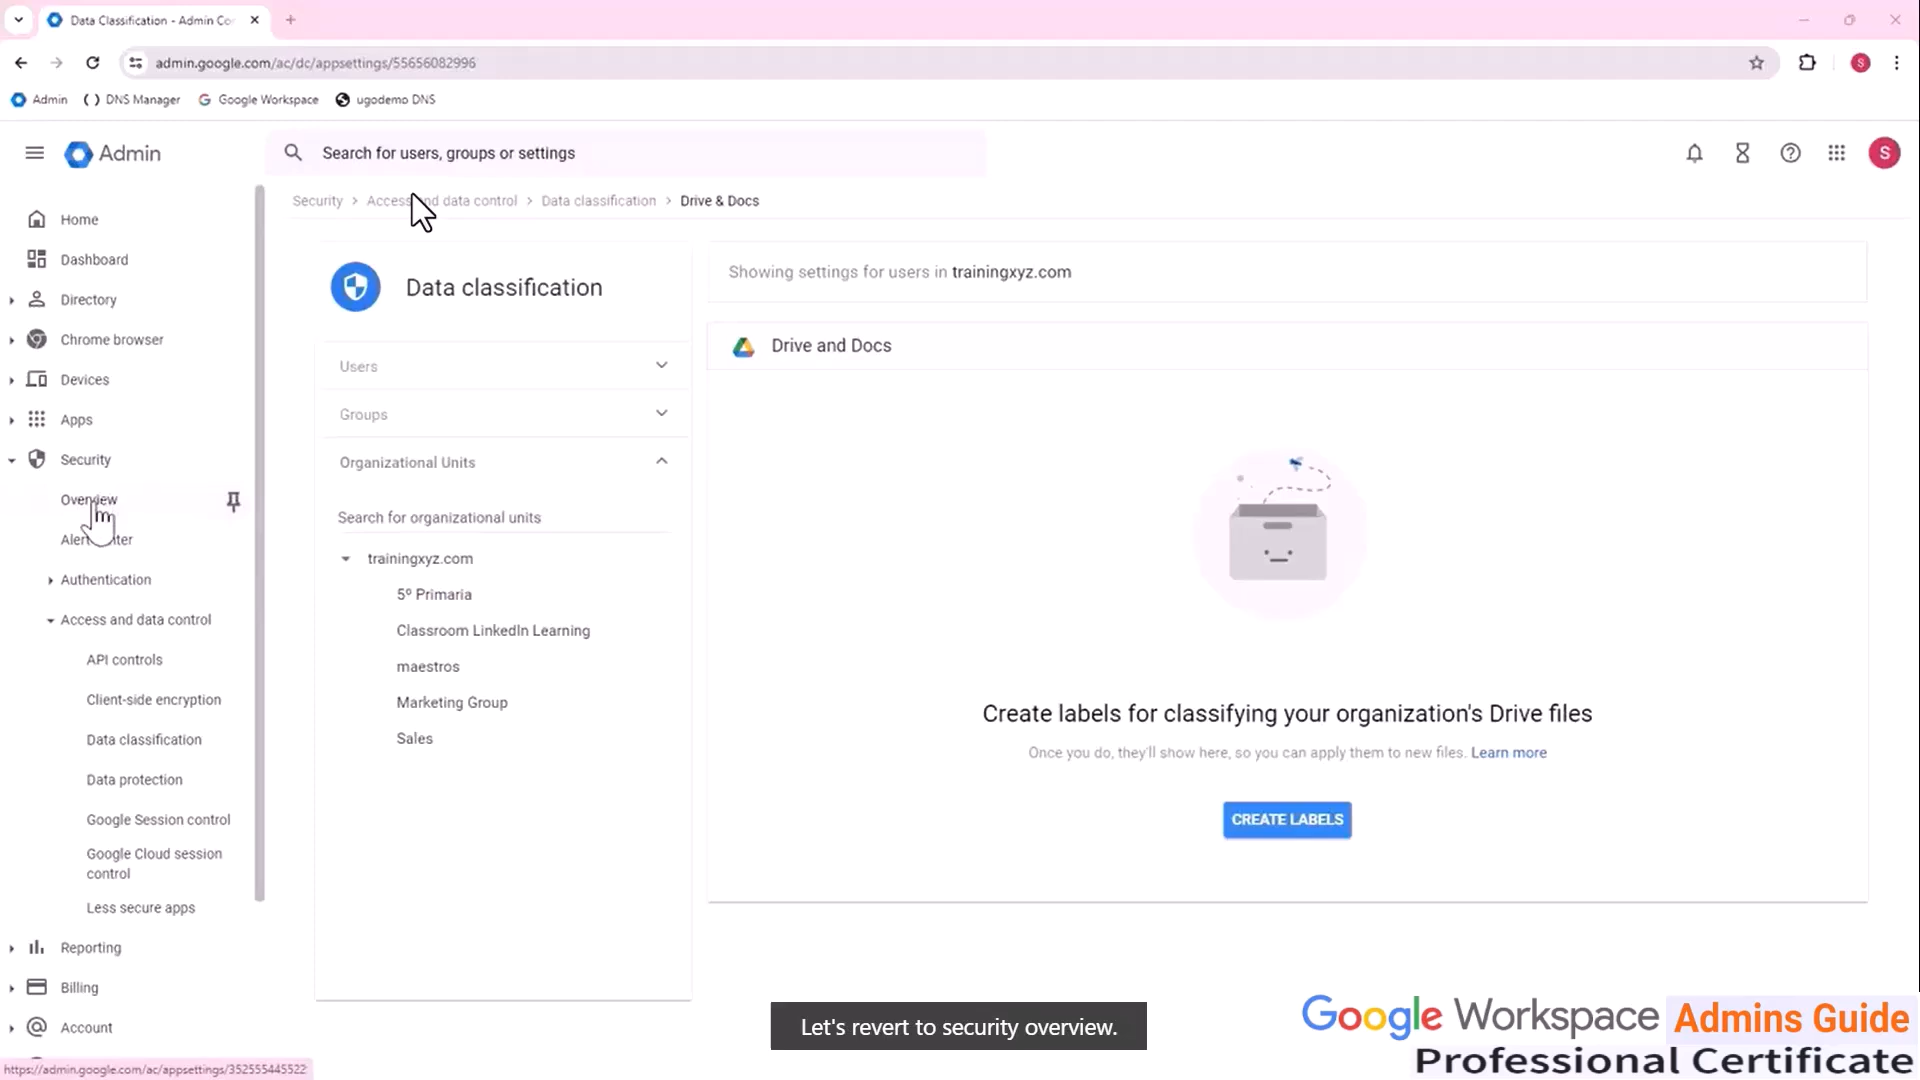 Data Classification - Admin Co
admin.google.com/ac/dc/appsettings/55656082996
S
Admin
DNS Manager
Google Workspace
ugodemo DNS
Admin
Search for users, groups or settings
S
Security > Access and data control > Data classification > Drive & Docs
Home
Dashboard
Directory
Chrome browser
Devices
Apps
Security
Overview
Authentication
Access and data control
API controls
Client-side encryption
Data classification
Data protection
Google Session control
Google Cloud session
control
Less secure apps
Reporting
Billing
Account
https://admin.google.com/ac/appsettings/352555445522
Data classification
Users
Groups
Organizational Units
Search for organizational units
trainingxyz.com
5º Primaria
Classroom LinkedIn Learning
maestros
Marketing Group
Sales
Showing settings for users in trainingxyz.com
Drive and Docs
Create labels for classifying your organization's Drive files
Once you do, they'll show here, so you can apply them to new files. Learn more
CREATE LABELS
Let's revert to security overview.
Google Workspace Admins Guide
Professional Certificate